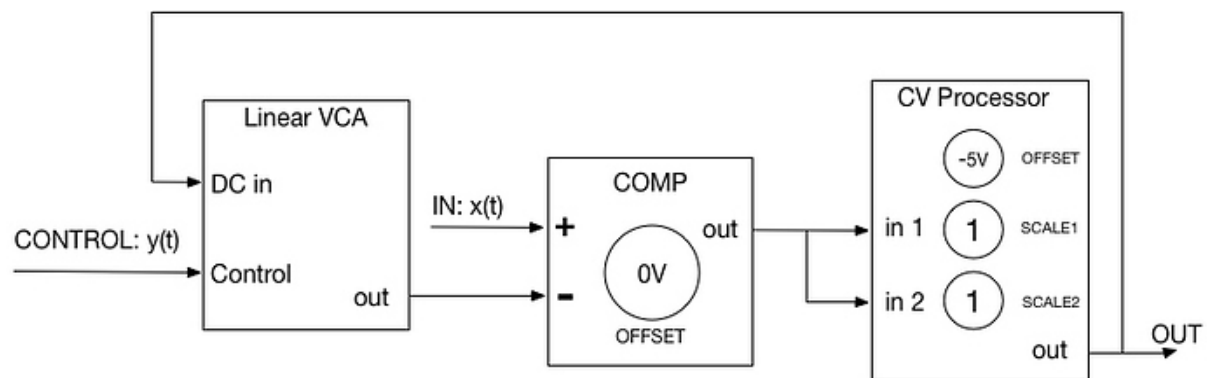 Linear VCA
DC in
CONTROL: y(t)
Control
out
IN: x(t)
COMP
+
-
out
0V
OFFSET
CV Processor
-5V OFFSET
in 1 1 SCALE1
in 2 1 SCALE2
out
OUT